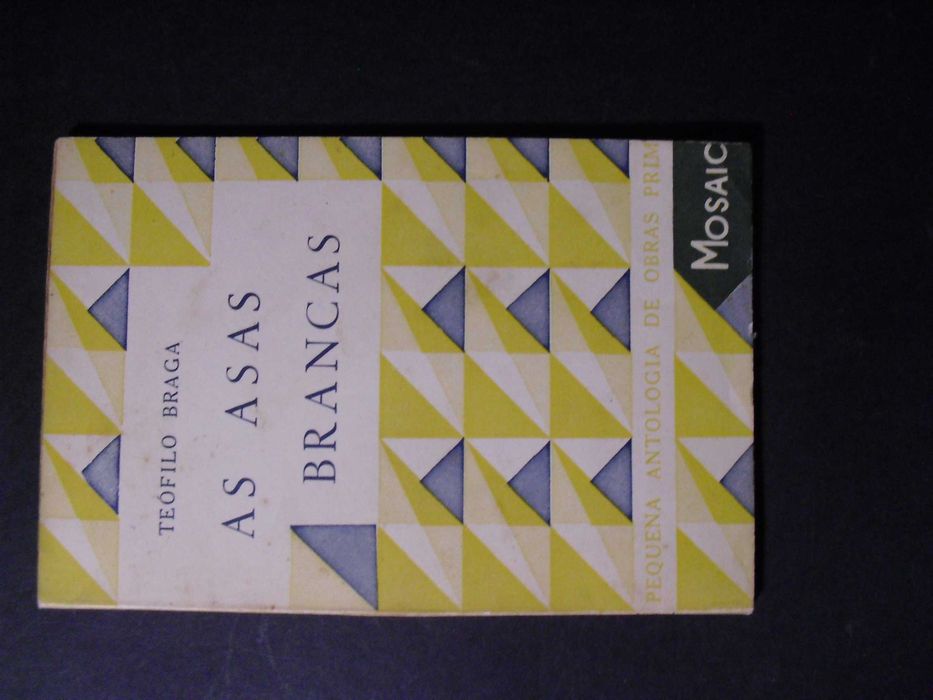 TEÓFILO BRAGA
AS ASAS
BRANCAS
PEQUENA ANTOLOGIA DE OBRAS PRIM
MOSAIC